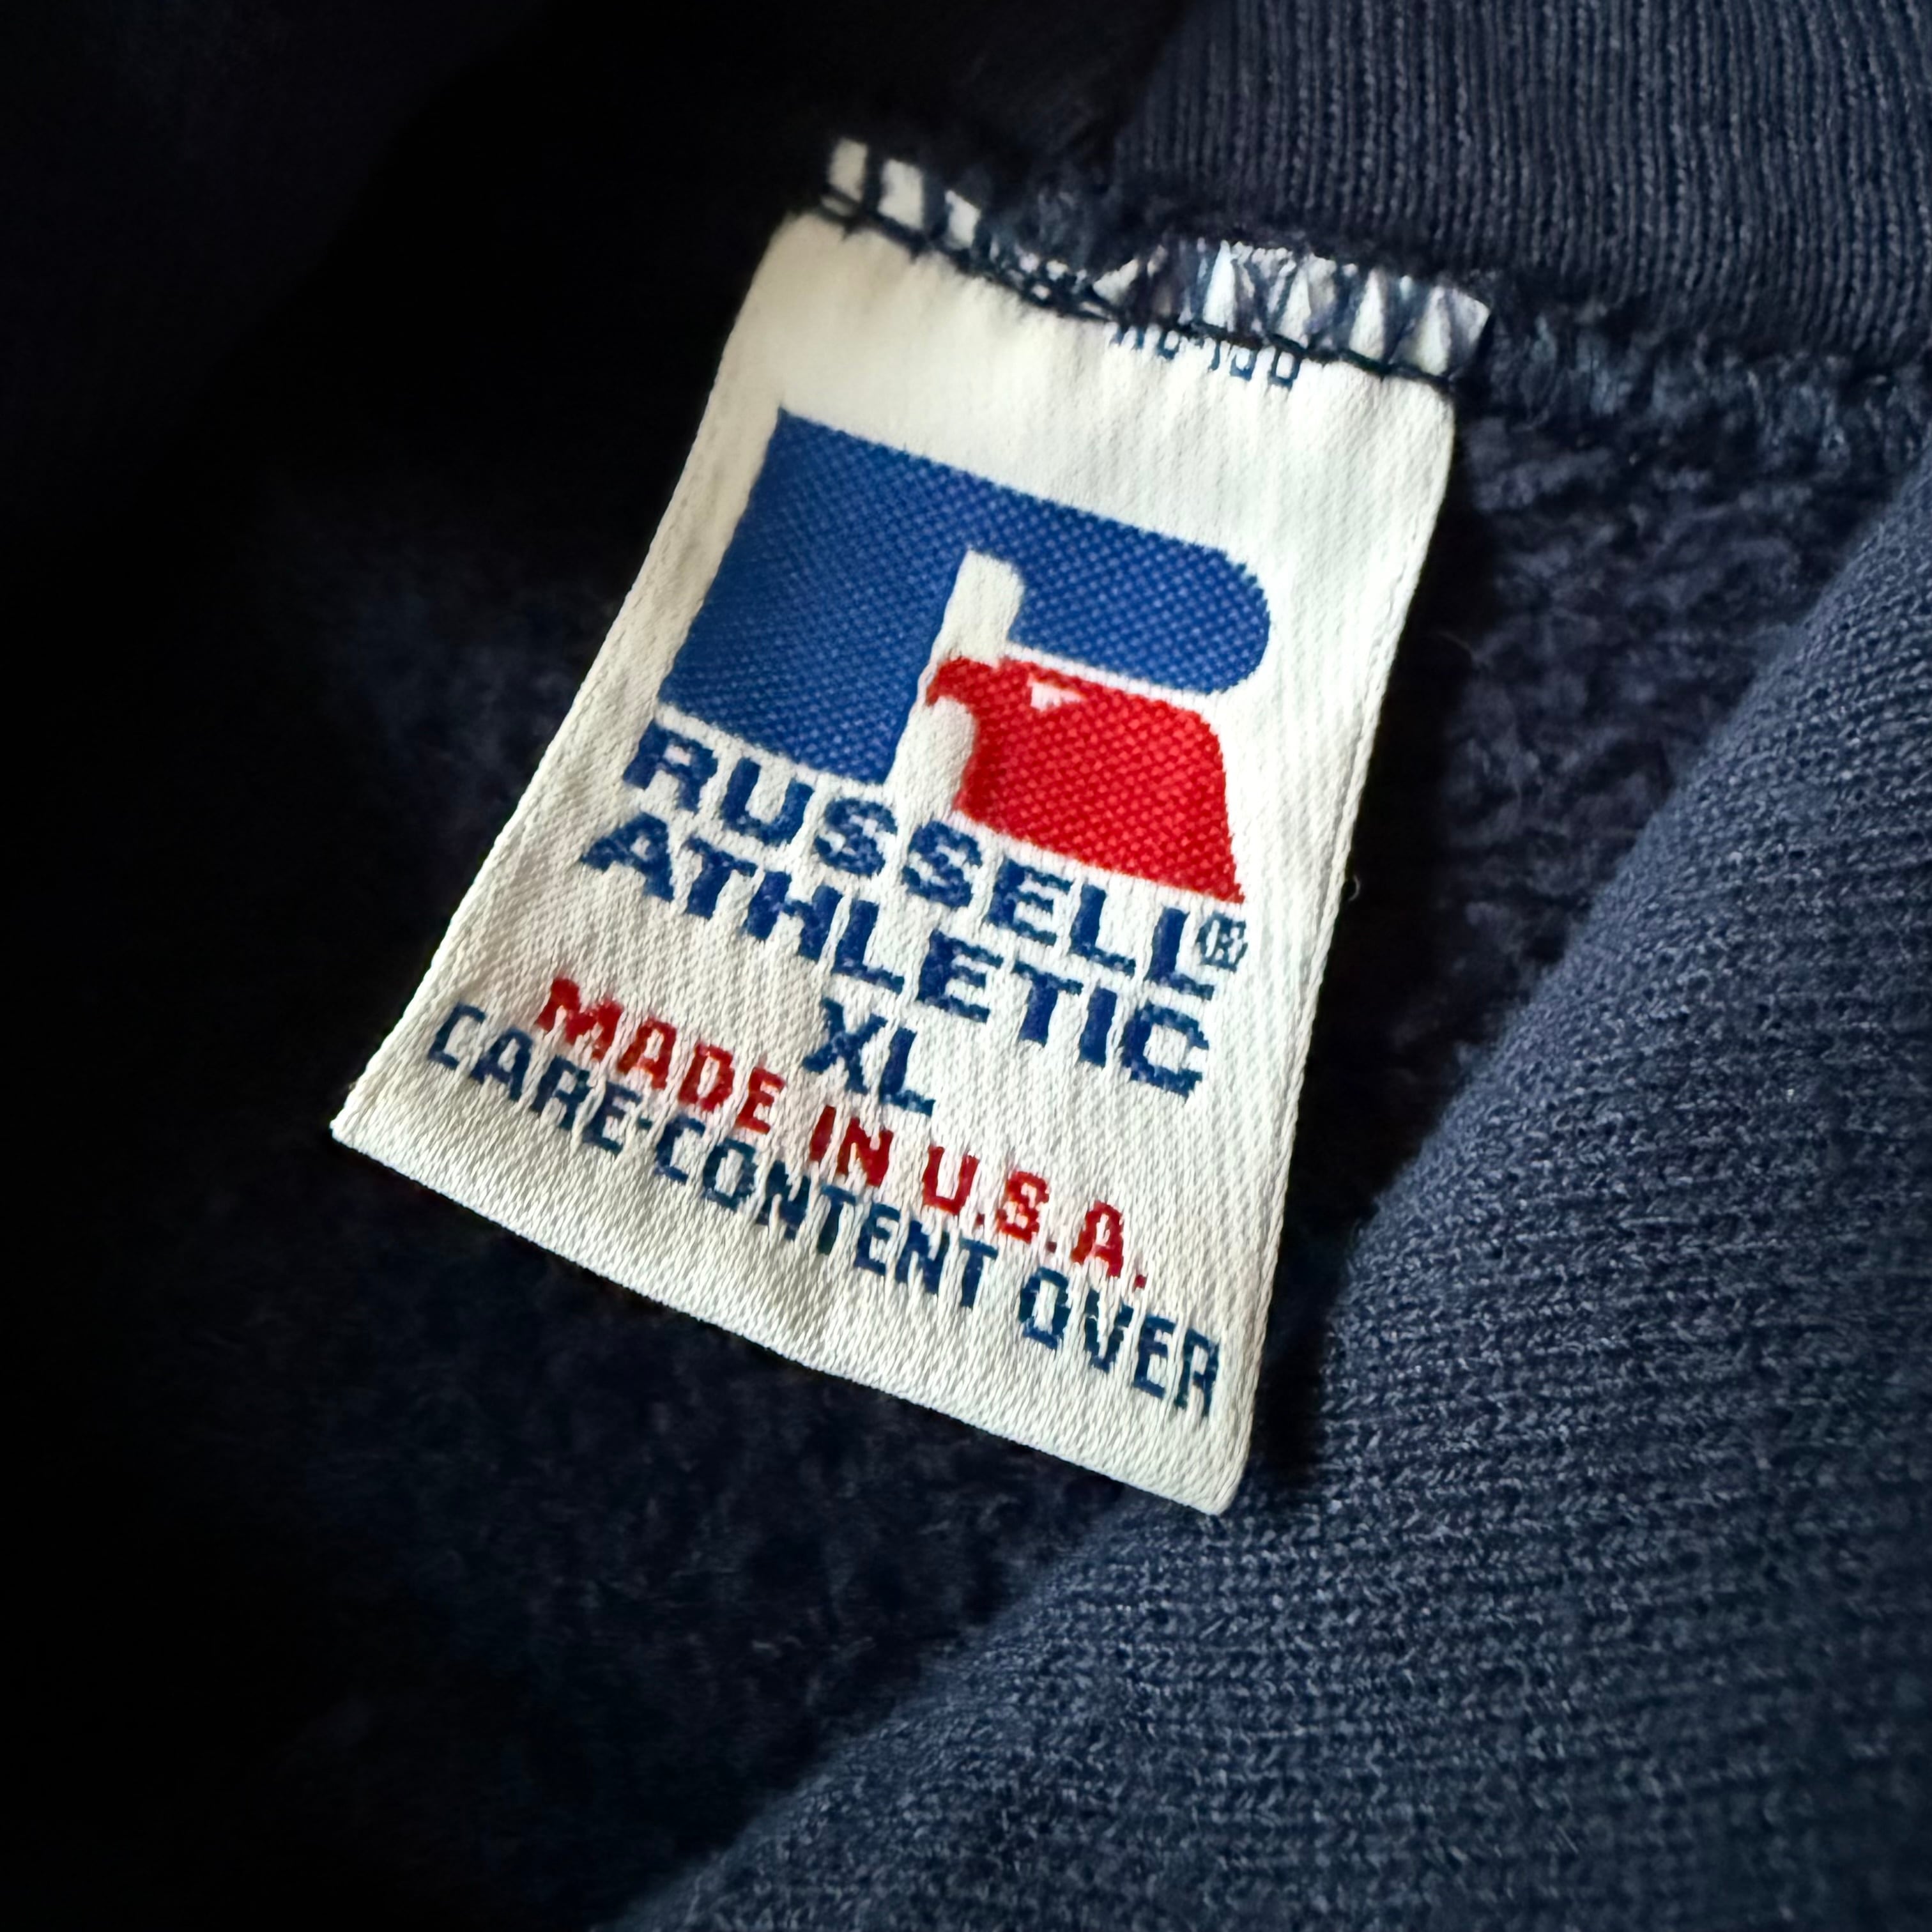 RUSSELL®
ATHLETIC
XL
MADE IN U.S.A.
CARE-CONTENT OVER